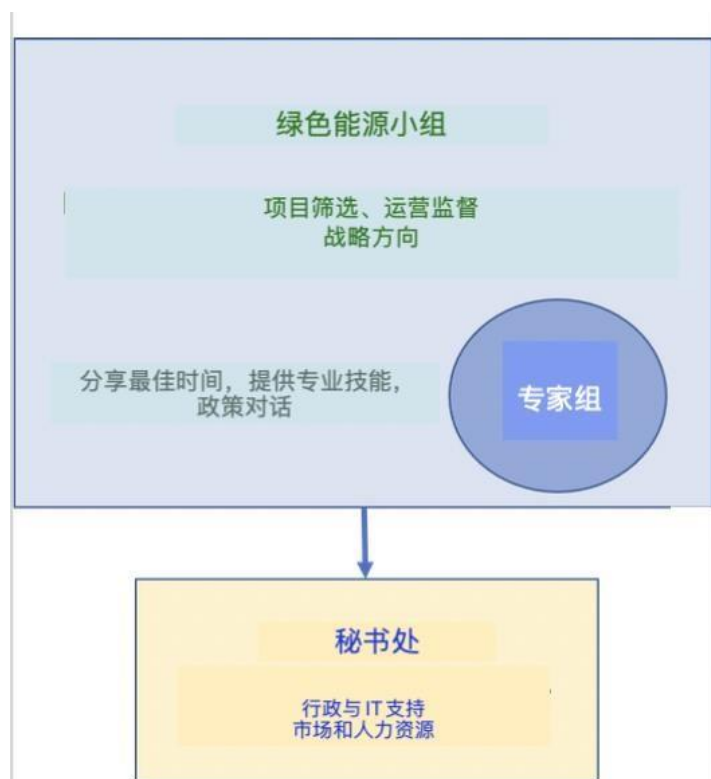 绿色能源小组
项目筛选、运营监督
战略方向
分享最佳时间，提供专业技能，
政策对话
专家组
秘书处
行政与IT支持
市场和人力资源